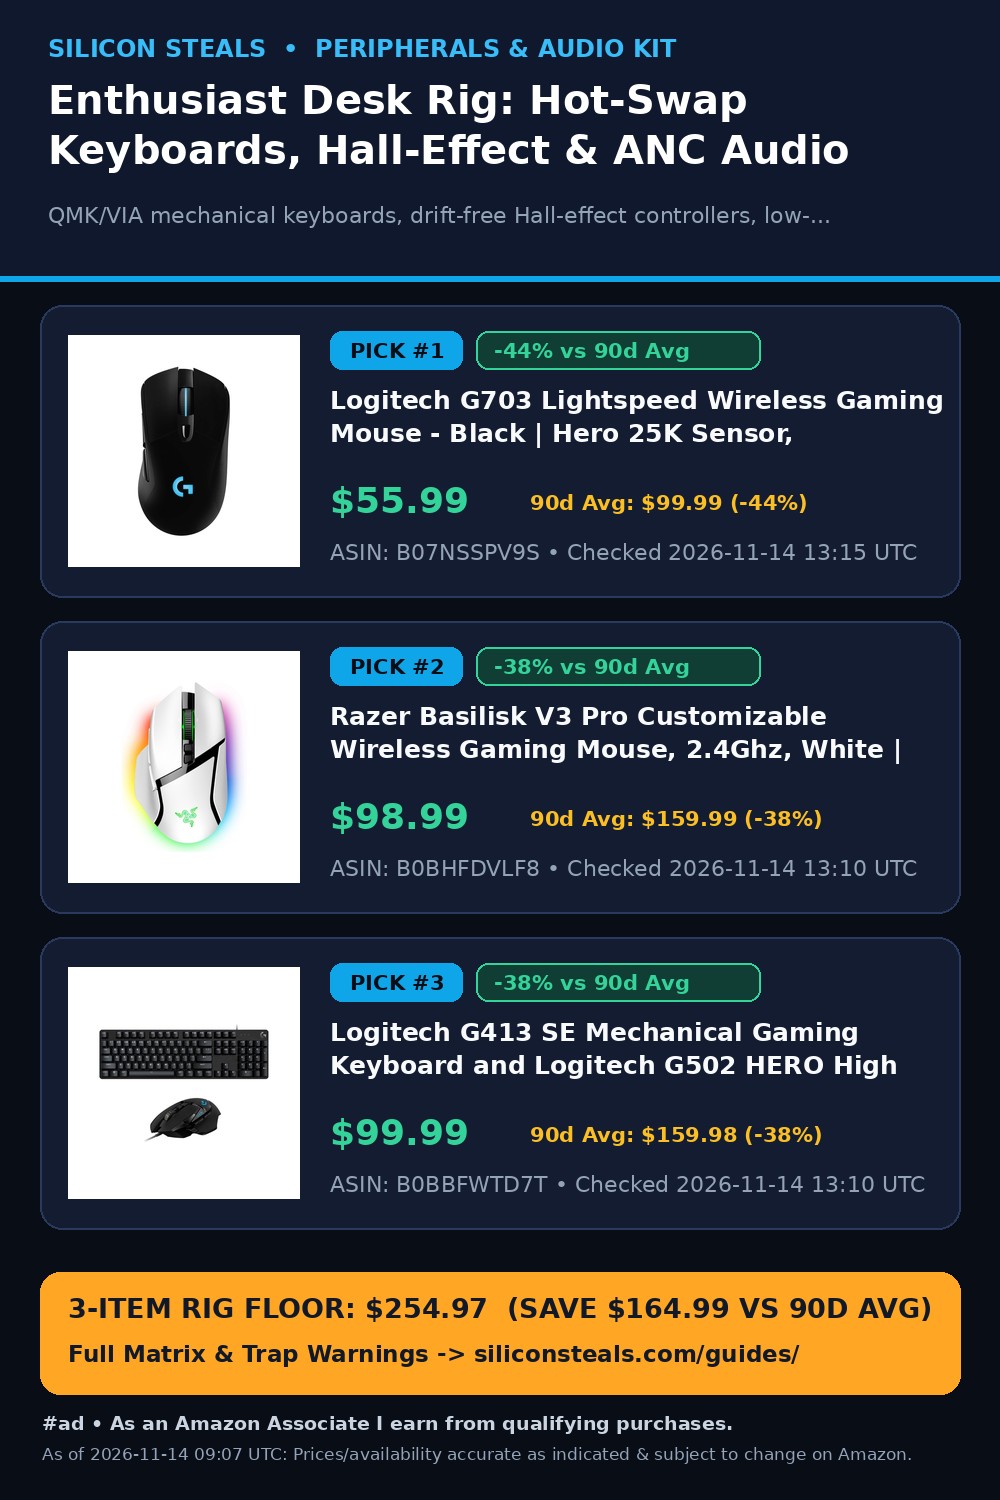 SILICON STEALS • PERIPHERALS & AUDIO KIT
Enthusiast Desk Rig: Hot-Swap
Keyboards, Hall-Effect & ANC Audio
QMK/VIA mechanical keyboards, drift-free Hall-effect controllers, low-...
PICK #1
-44% vs 90d Avg
Logitech G703 Lightspeed Wireless Gaming
Mouse - Black | Hero 25K Sensor,
$55.99
90d Avg: $99.99 (-44%)
ASIN: B07NSSPV9S • Checked 2026-11-14 13:15 UTC
PICK #2
-38% vs 90d Avg
Razer Basilisk V3 Pro Customizable
Wireless Gaming Mouse, 2.4Ghz, White |
$98.99
90d Avg: $159.99 (-38%)
ASIN: B0BHFDVLF8 • Checked 2026-11-14 13:10 UTC
PICK #3
-38% vs 90d Avg
Logitech G413 SE Mechanical Gaming
Keyboard and Logitech G502 HERO High
$99.99
90d Avg: $159.98 (-38%)
ASIN: B0BBFWTD7T • Checked 2026-11-14 13:10 UTC
3-ITEM RIG FLOOR: $254.97 (SAVE $164.99 VS 90D AVG)
Full Matrix & Trap Warnings -> siliconsteals.com/guides/
#ad • As an Amazon Associate I earn from qualifying purchases.
As of 2026-11-14 09:07 UTC: Prices/availability accurate as indicated & subject to change on Amazon.